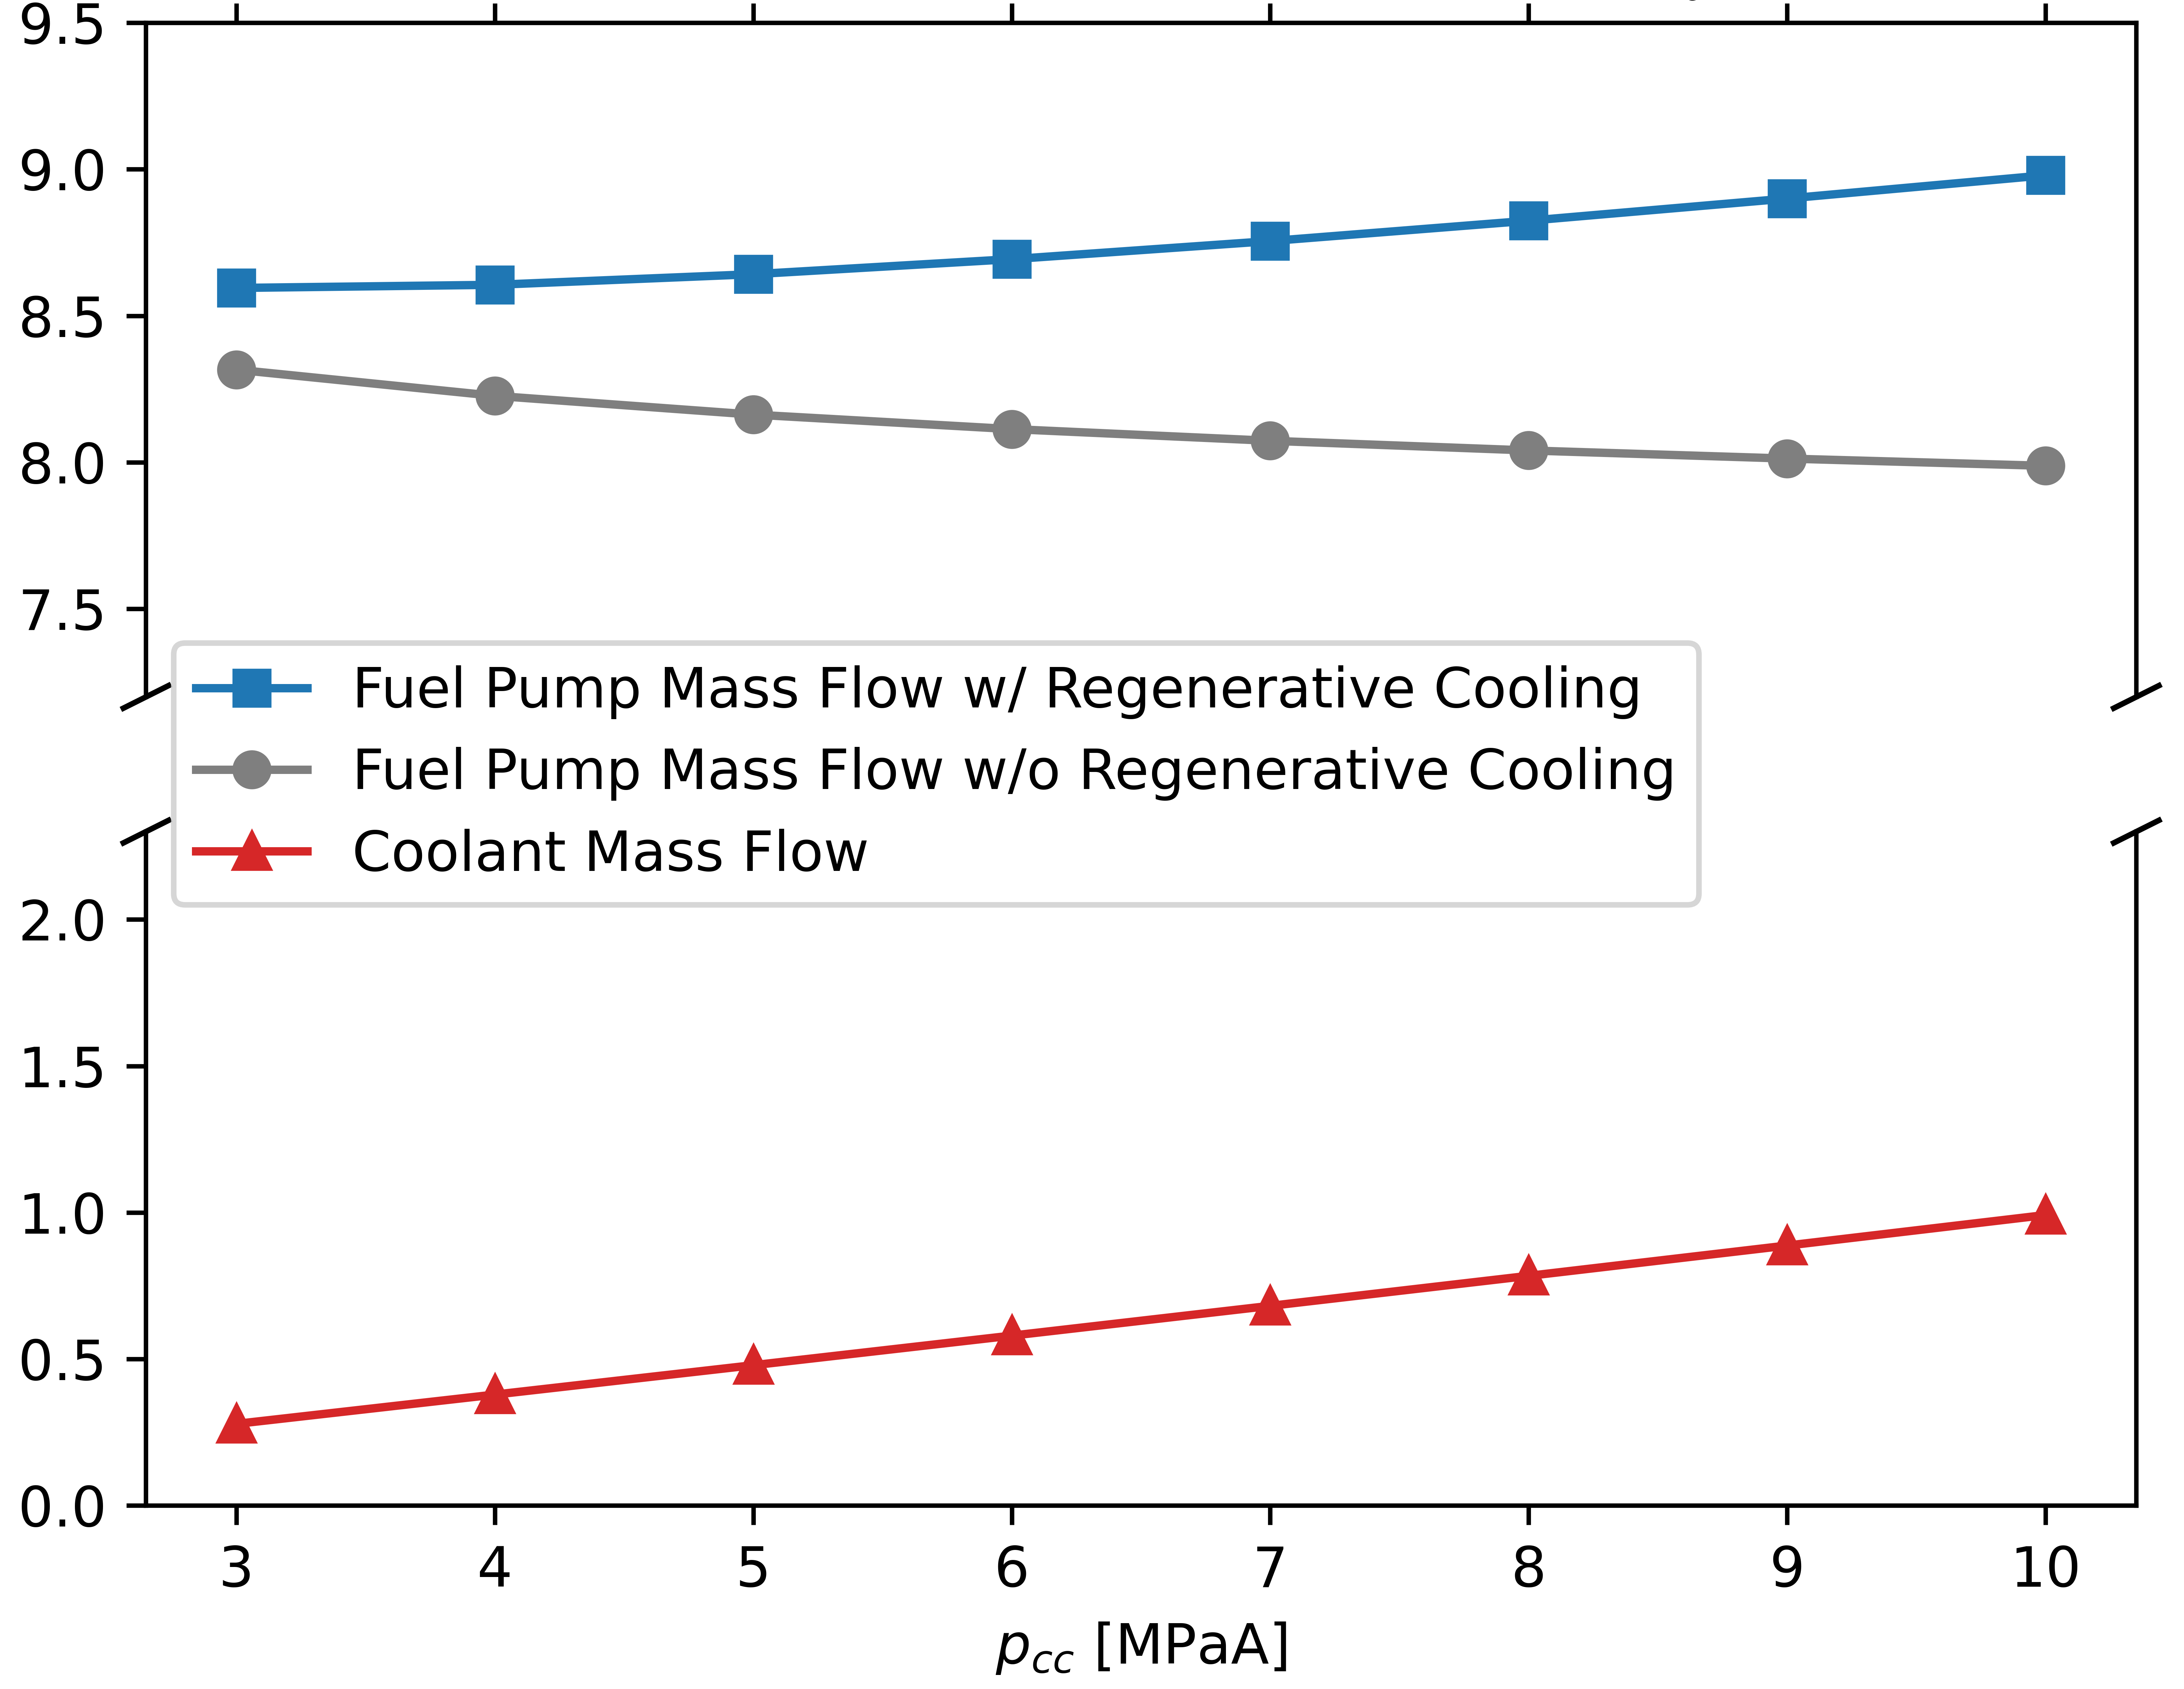 9.5
9.0
8.5
8.0
7.5
Fuel Pump Mass Flow w/ Regenerative Cooling
Fuel Pump Mass Flow w/o Regenerative Cooling
Coolant Mass Flow
2.0
1.5
1.0
0.5
0.0
3 4 5 6 7 8 9 10
p_cc [MPaA]